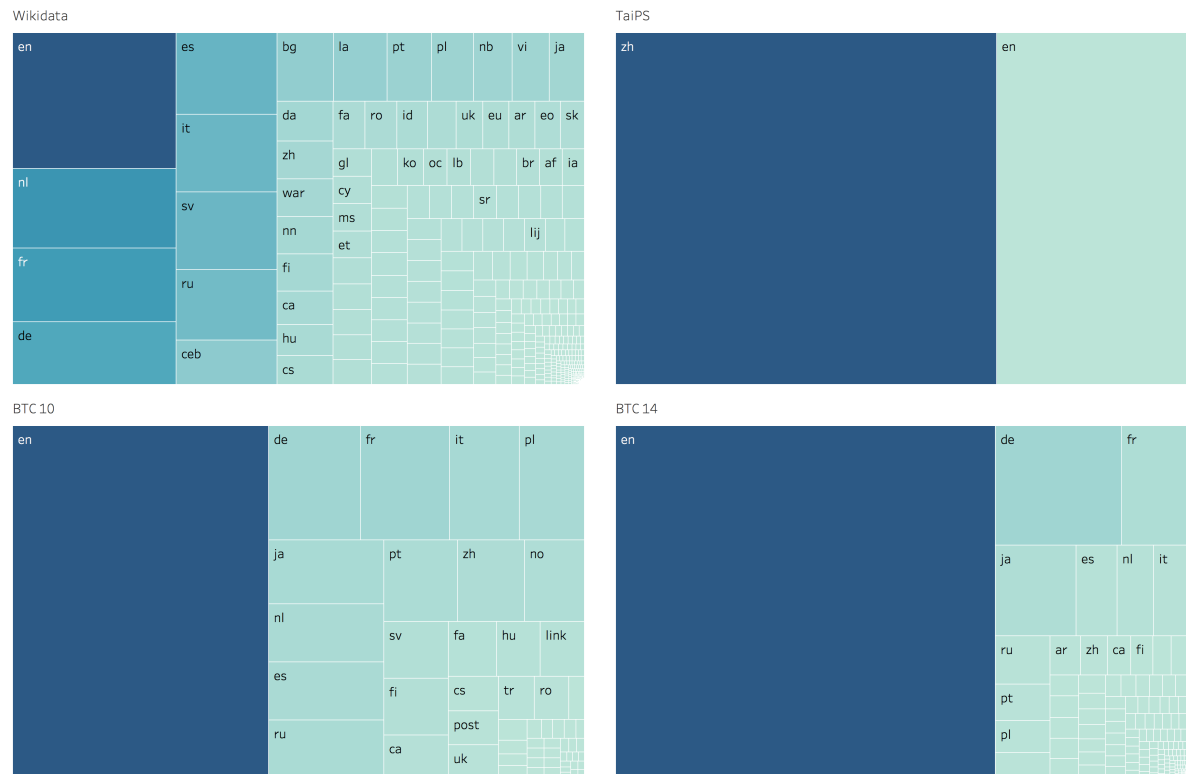 Wikidata
en
es
bg
la
pt
pl
nb
vi
ja
da
fa
ro
id
uk
eu
ar
eo
sk
it
zh
gl
ko
oc
lb
br
af
ia
nl
war
cy
sv
ms
sr
nn
et
lij
fr
fi
ru
ca
de
hu
ceb
cs
TaiPS
zh
en
BTC 10
en
de
fr
it
pl
ja
pt
zh
no
nl
sv
fa
hu
link
es
fi
cs
tr
ro
post
ru
ca
uk
BTC 14
en
de
fr
ja
es
nl
it
ru
ar
zh
ca
fi
pt
pl